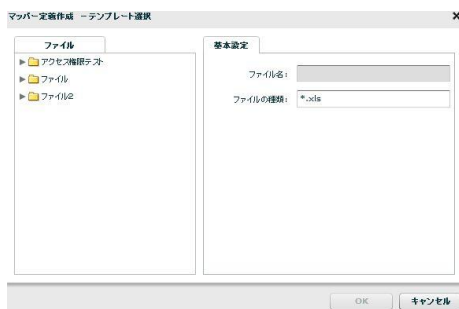 マッパー定義作成 －テンプレート選択
ファイル
アクセス権限テスト
ファイル
ファイル2
基本設定
ファイル名：
ファイルの種類： *.xls
OK
キャンセル